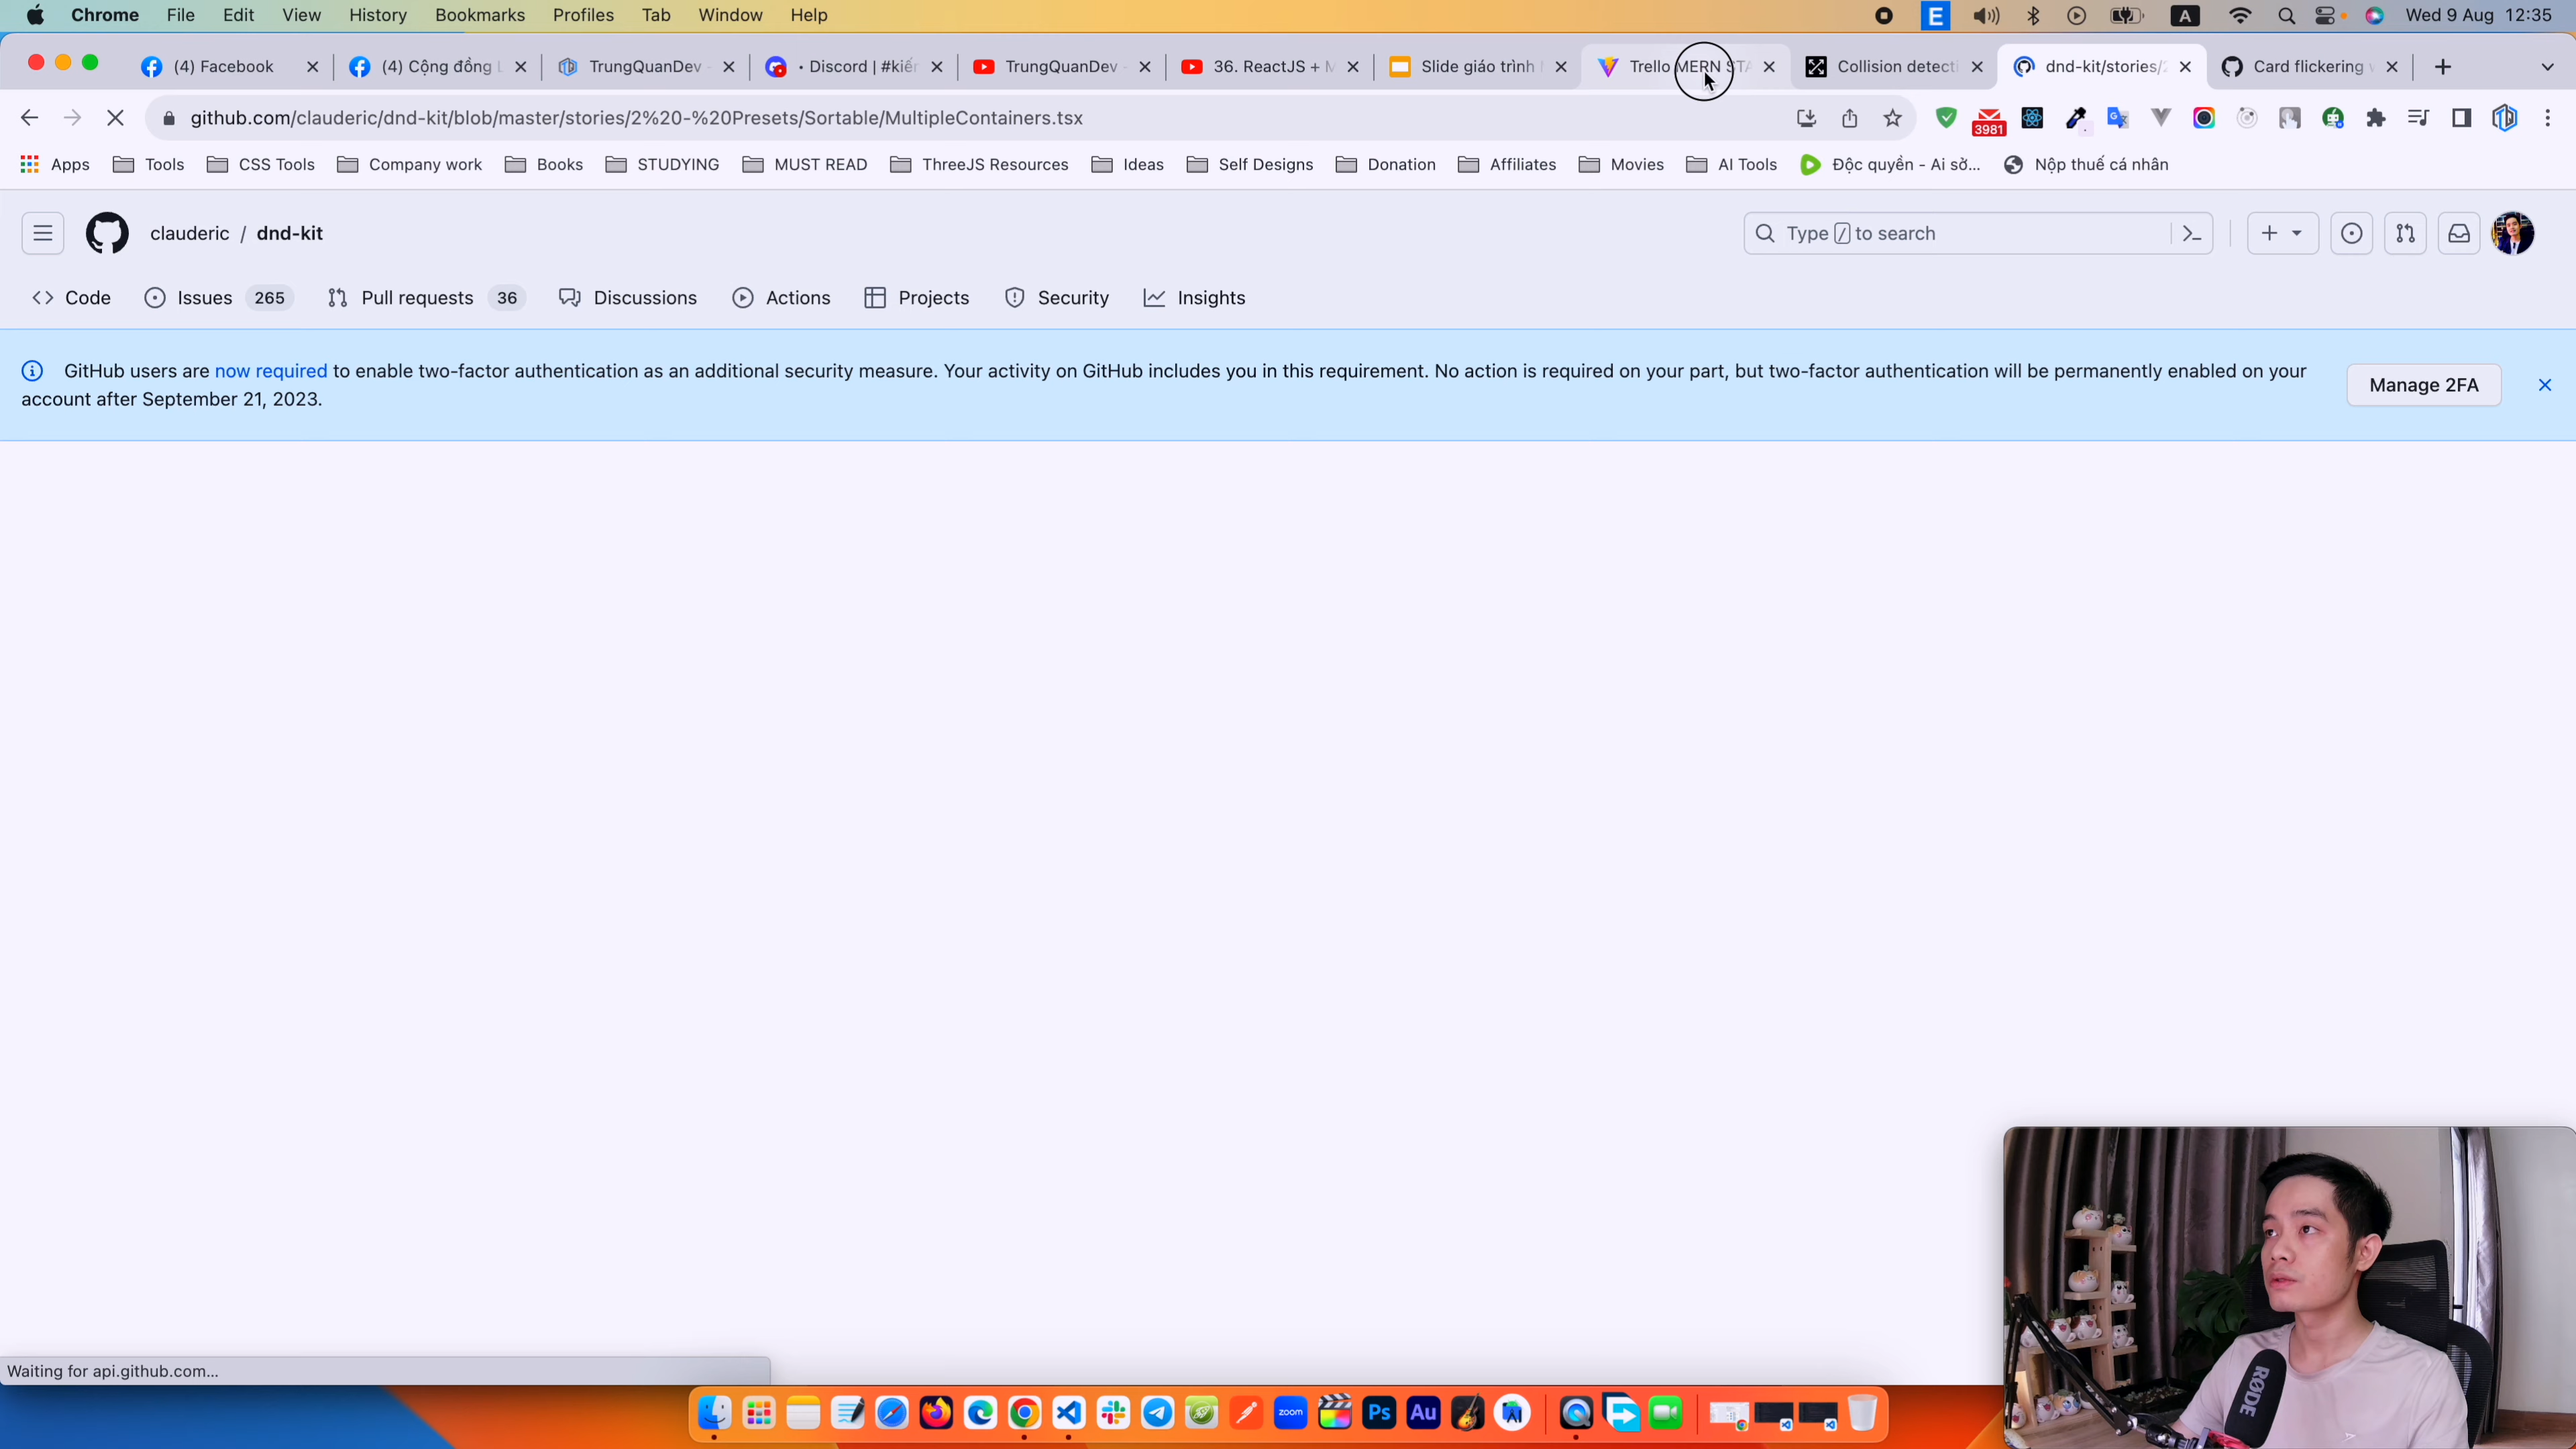 Chrome File Edit View History Bookmarks Profiles Tab Window Help
E A Wed 9 Aug 12:35
(4) Facebook
(4) Cộng đồng L
TrungQuanDev -
• Discord | #kiến
TrungQuanDev -
36. ReactJS + M
Slide giáo trình
Trello MERN STA
Collision detecti
dnd-kit/stories/2
Card flickering
github.com/clauderic/dnd-kit/blob/master/stories/2%20-%20Presets/Sortable/MultipleContainers.tsx
3981
Apps Tools CSS Tools Company work Books STUDYING MUST READ ThreeJS Resources Ideas Self Designs Donation Affiliates Movies AI Tools Độc quyền - Ai sở... Nộp thuế cá nhân
clauderic / dnd-kit
Type / to search
Code Issues 265 Pull requests 36 Discussions Actions Projects Security Insights
GitHub users are now required to enable two-factor authentication as an additional security measure. Your activity on GitHub includes you in this requirement. No action is required on your part, but two-factor authentication will be permanently enabled on your
account after September 21, 2023.
Manage 2FA
Waiting for api.github.com...
zoom
Ps
Au
RØDE